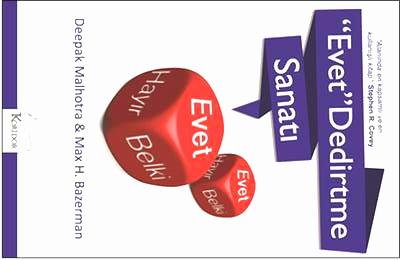 "Alanında en kapsamlı ve en
kullanışlı kitap." Stephen R. Covey
"Evet" Dedirtme
Sanatı
Evet
Hayır
Belki
Evet
Hayır
Belki
Deepak Malhotra & Max H. Bazerman